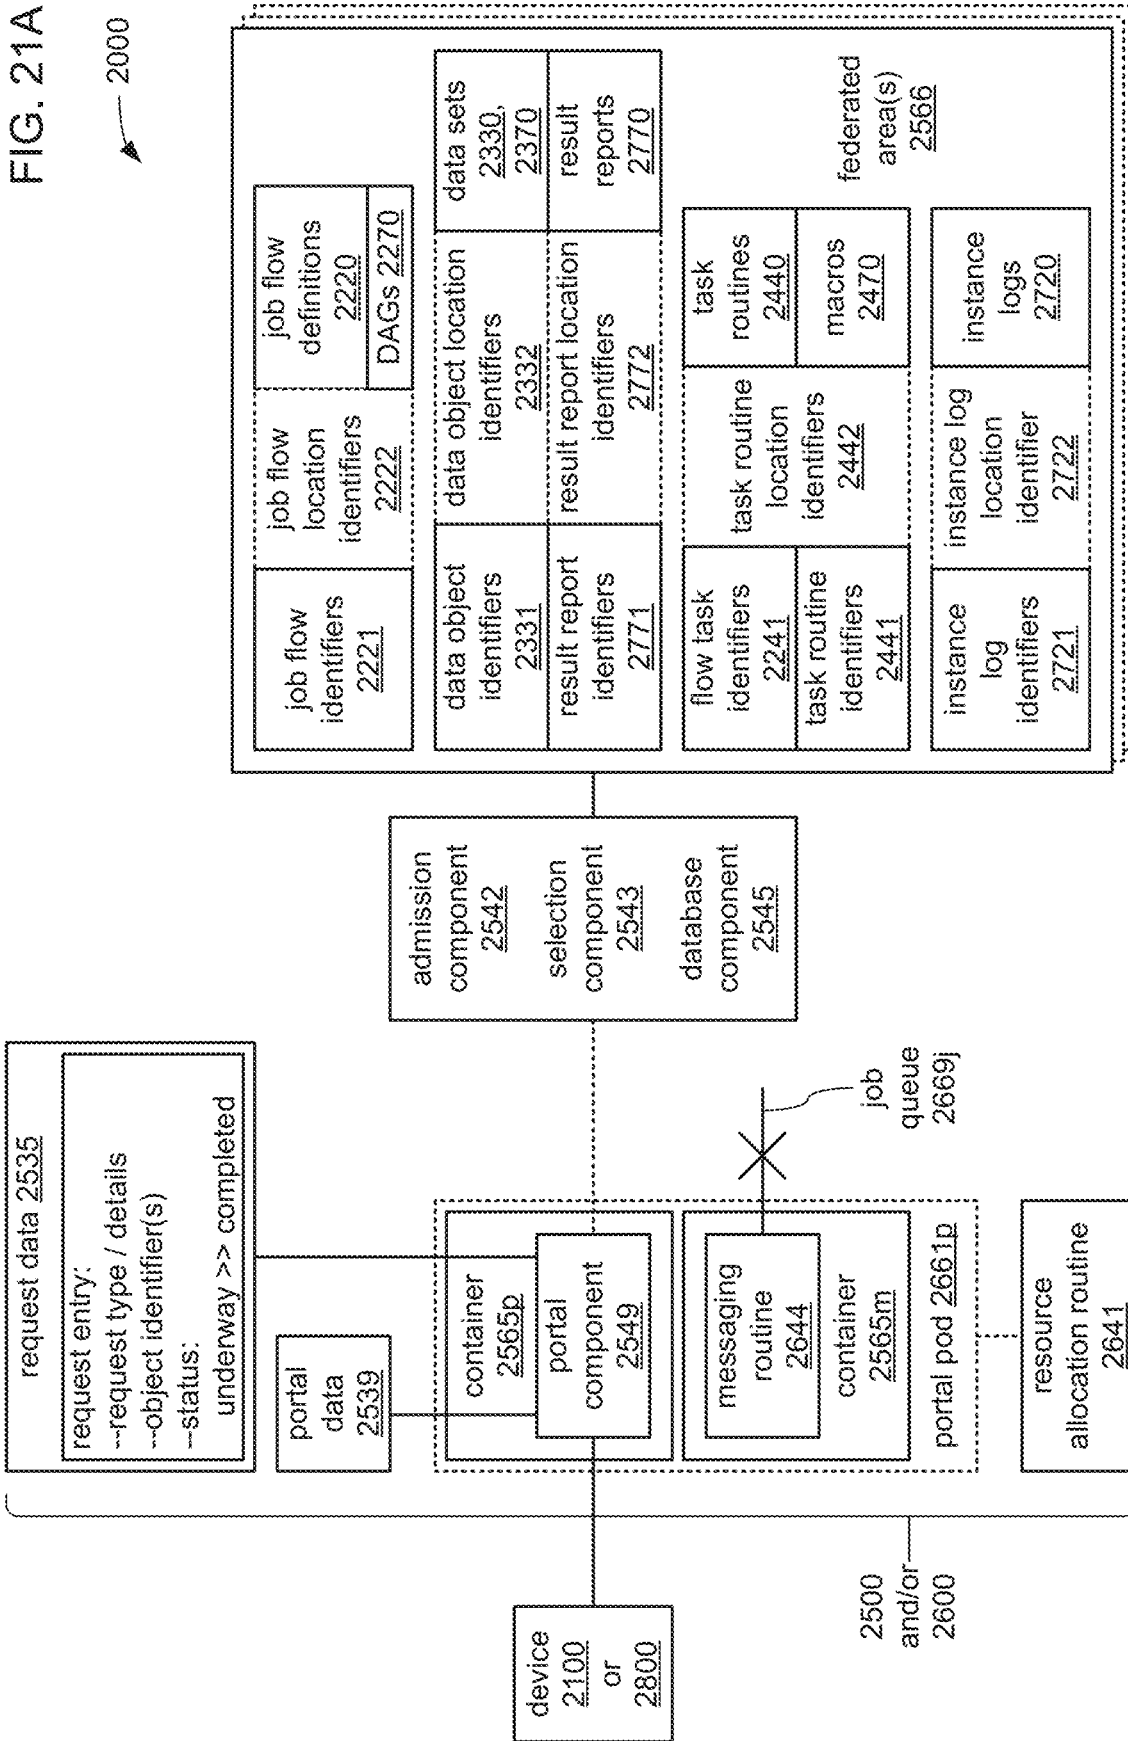 FIG. 21A
2000
request data 2535
request entry:
--request type / details
--object identifier(s)
--status:
underway >> completed
portal
data
2539
container
2565p
portal
component
2549
messaging
routine
2644
container
2565m
portal pod 2661p
resource
allocation routine
2641
device
2100
or
2800
2500
and/or
2600
job
queue
2669j
admission
component
2542
selection
component
2543
database
component
2545
job flow
identifiers
2221
job flow
location
identifiers
2222
job flow
definitions
2220
DAGs 2270
data object
identifiers
2331
data object location
identifiers
2332
data sets
2330,
2370
result report
identifiers
2771
result report location
identifiers
2772
result
reports
2770
flow task
identifiers
2241
task routine
identifiers
2441
task routine
location
identifiers
2442
task
routines
2440
macros
2470
federated
area(s)
2566
instance
log
identifiers
2721
instance log
location
identifier
2722
instance
logs
2720